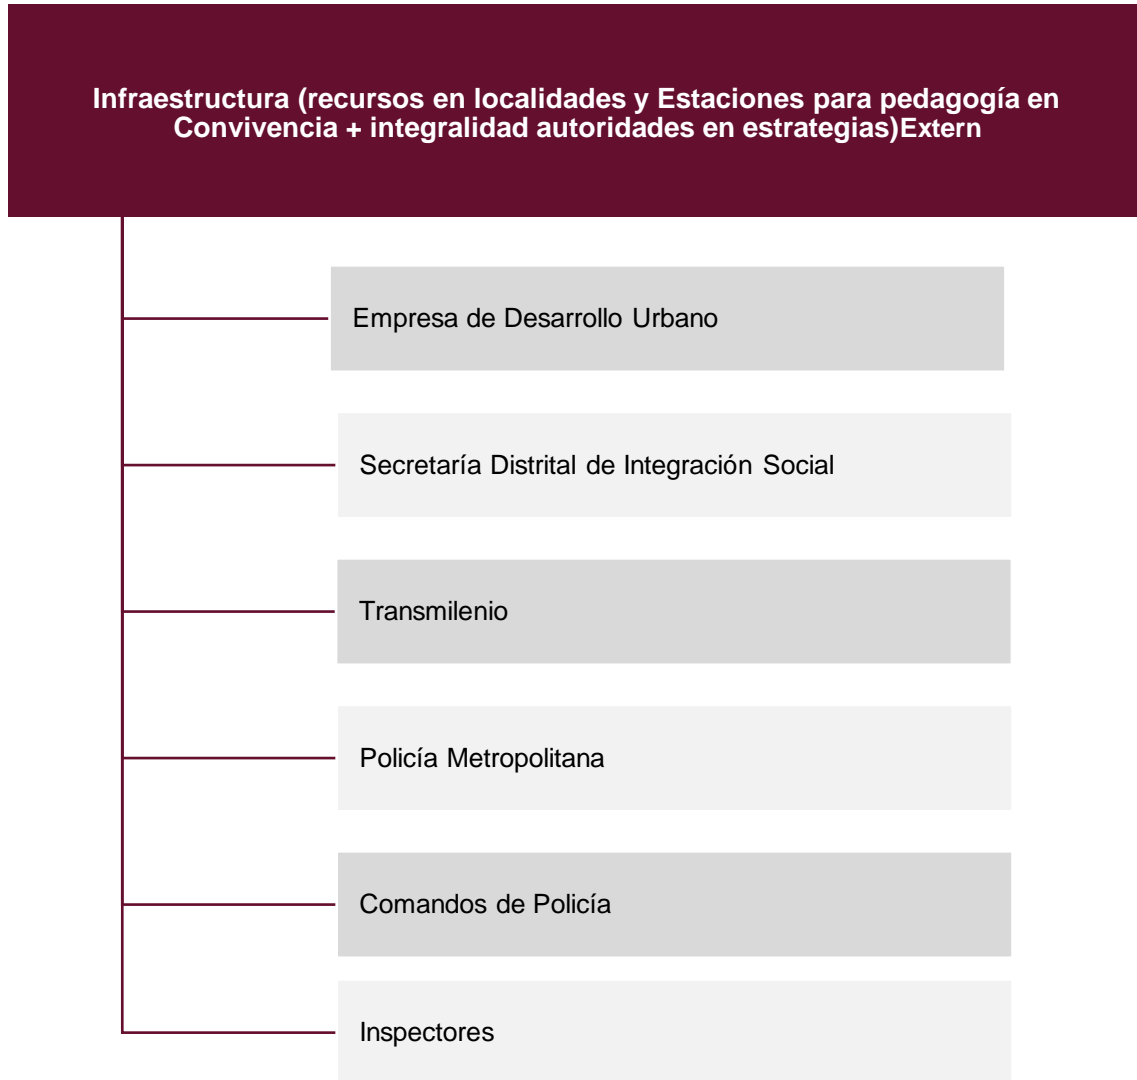 Infraestructura (recursos en localidades y Estaciones para pedagogía en
Convivencia + integralidad autoridades en estrategias)Extern
Empresa de Desarrollo Urbano
Secretaría Distrital de Integración Social
Transmilenio
Policía Metropolitana
Comandos de Policía
Inspectores